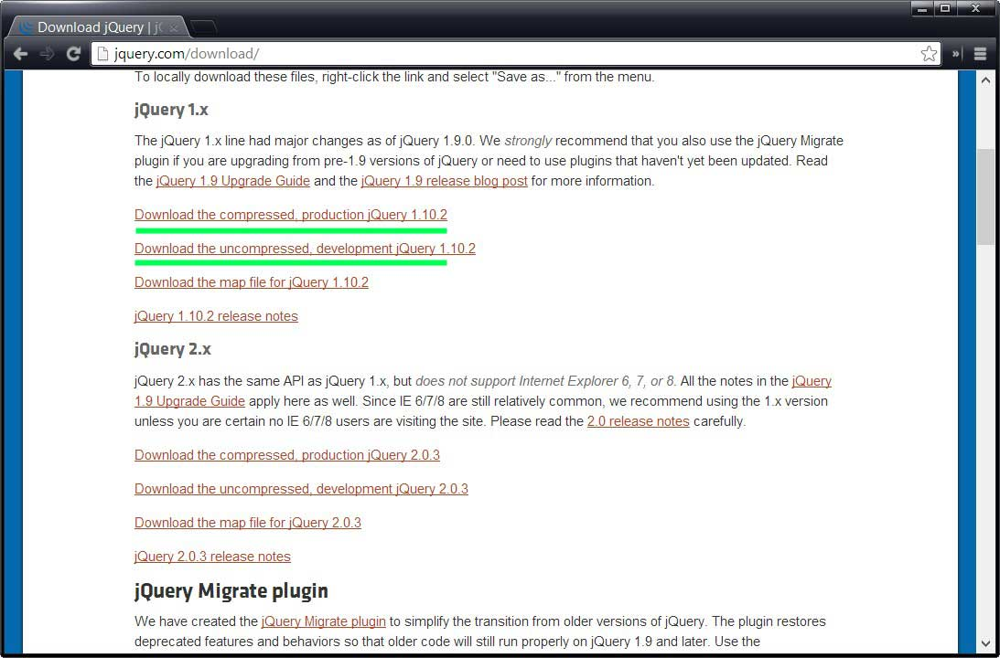 Download jQuery | j
jquery.com/download/
To locally download these files, right-click the link and select "Save as..." from the menu.
jQuery 1.x
The jQuery 1.x line had major changes as of jQuery 1.9.0. We strongly recommend that you also use the jQuery Migrate
plugin if you are upgrading from pre-1.9 versions of jQuery or need to use plugins that haven't yet been updated. Read
the jQuery 1.9 Upgrade Guide and the jQuery 1.9 release blog post for more information.
Download the compressed, production jQuery 1.10.2
Download the uncompressed, development jQuery 1.10.2
Download the map file for jQuery 1.10.2
jQuery 1.10.2 release notes
jQuery 2.x
jQuery 2.x has the same API as jQuery 1.x, but does not support Internet Explorer 6, 7, or 8. All the notes in the jQuery
1.9 Upgrade Guide apply here as well. Since IE 6/7/8 are still relatively common, we recommend using the 1.x version
unless you are certain no IE 6/7/8 users are visiting the site. Please read the 2.0 release notes carefully.
Download the compressed, production jQuery 2.0.3
Download the uncompressed, development jQuery 2.0.3
Download the map file for jQuery 2.0.3
jQuery 2.0.3 release notes
jQuery Migrate plugin
We have created the jQuery Migrate plugin to simplify the transition from older versions of jQuery. The plugin restores
deprecated features and behaviors so that older code will still run properly on jQuery 1.9 and later. Use the